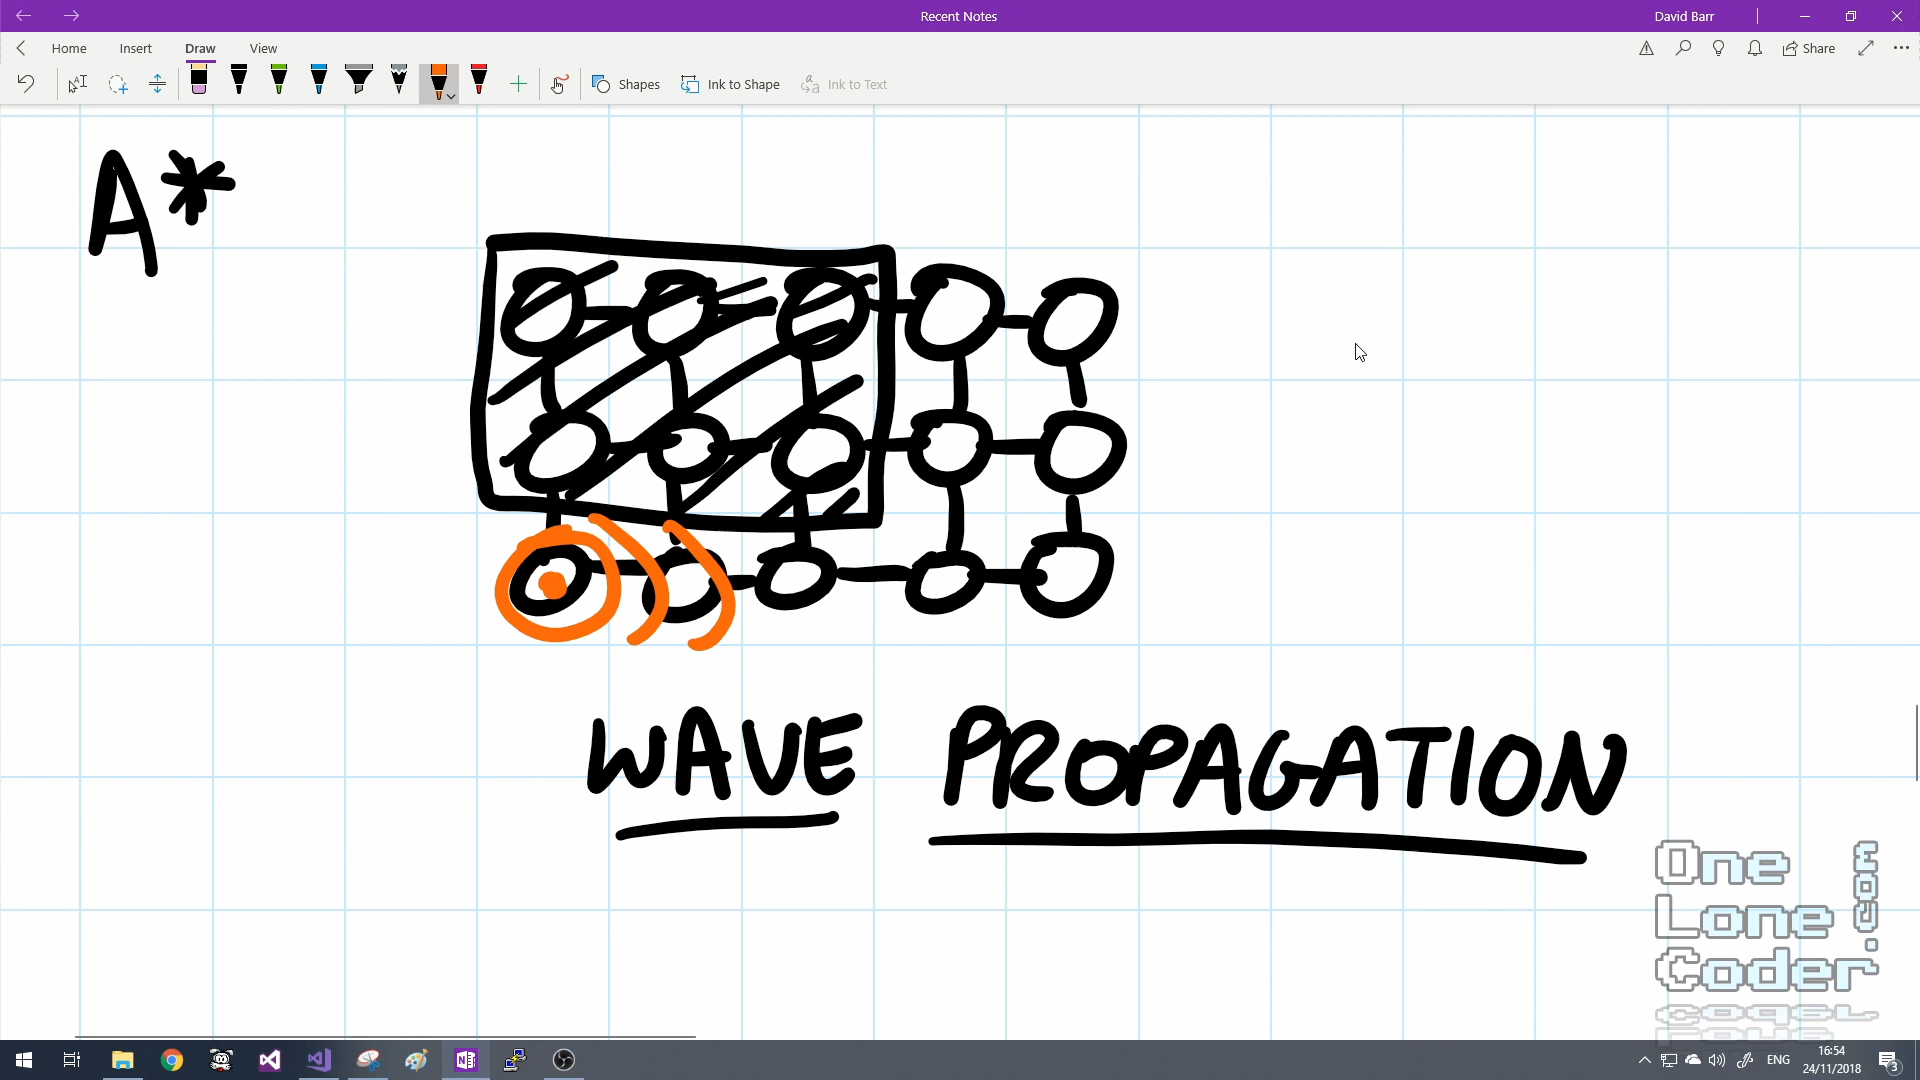 Recent Notes
David Barr
Home
Insert
Draw
View
Share
Shapes
Ink to Shape
Ink to Text
A*
WAVE PROPAGATION
One
Lone
Coder
.com
ENG
16:54
24/11/2018
3